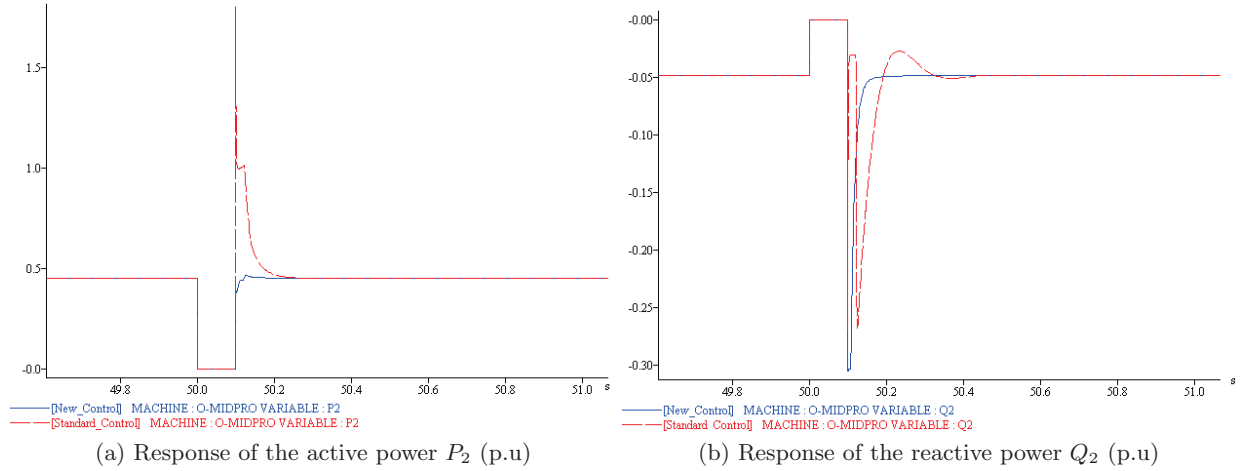 1.5
1.0
0.5
-0.0
49.8 50.0 50.2 50.4 50.6 50.8 51.0 s
[New_Control] MACHINE : O-MIDPRO VARIABLE : P2
[Standard_Control] MACHINE : O-MIDPRO VARIABLE : P2
(a) Response of the active power P2 (p.u)
-0.00
-0.05
-0.10
-0.15
-0.20
-0.25
-0.30
49.8 50.0 50.2 50.4 50.6 50.8 51.0 s
[New_Control] MACHINE : O-MIDPRO VARIABLE : Q2
[Standard_Control] MACHINE : O-MIDPRO VARIABLE : Q2
(b) Response of the reactive power Q2 (p.u)